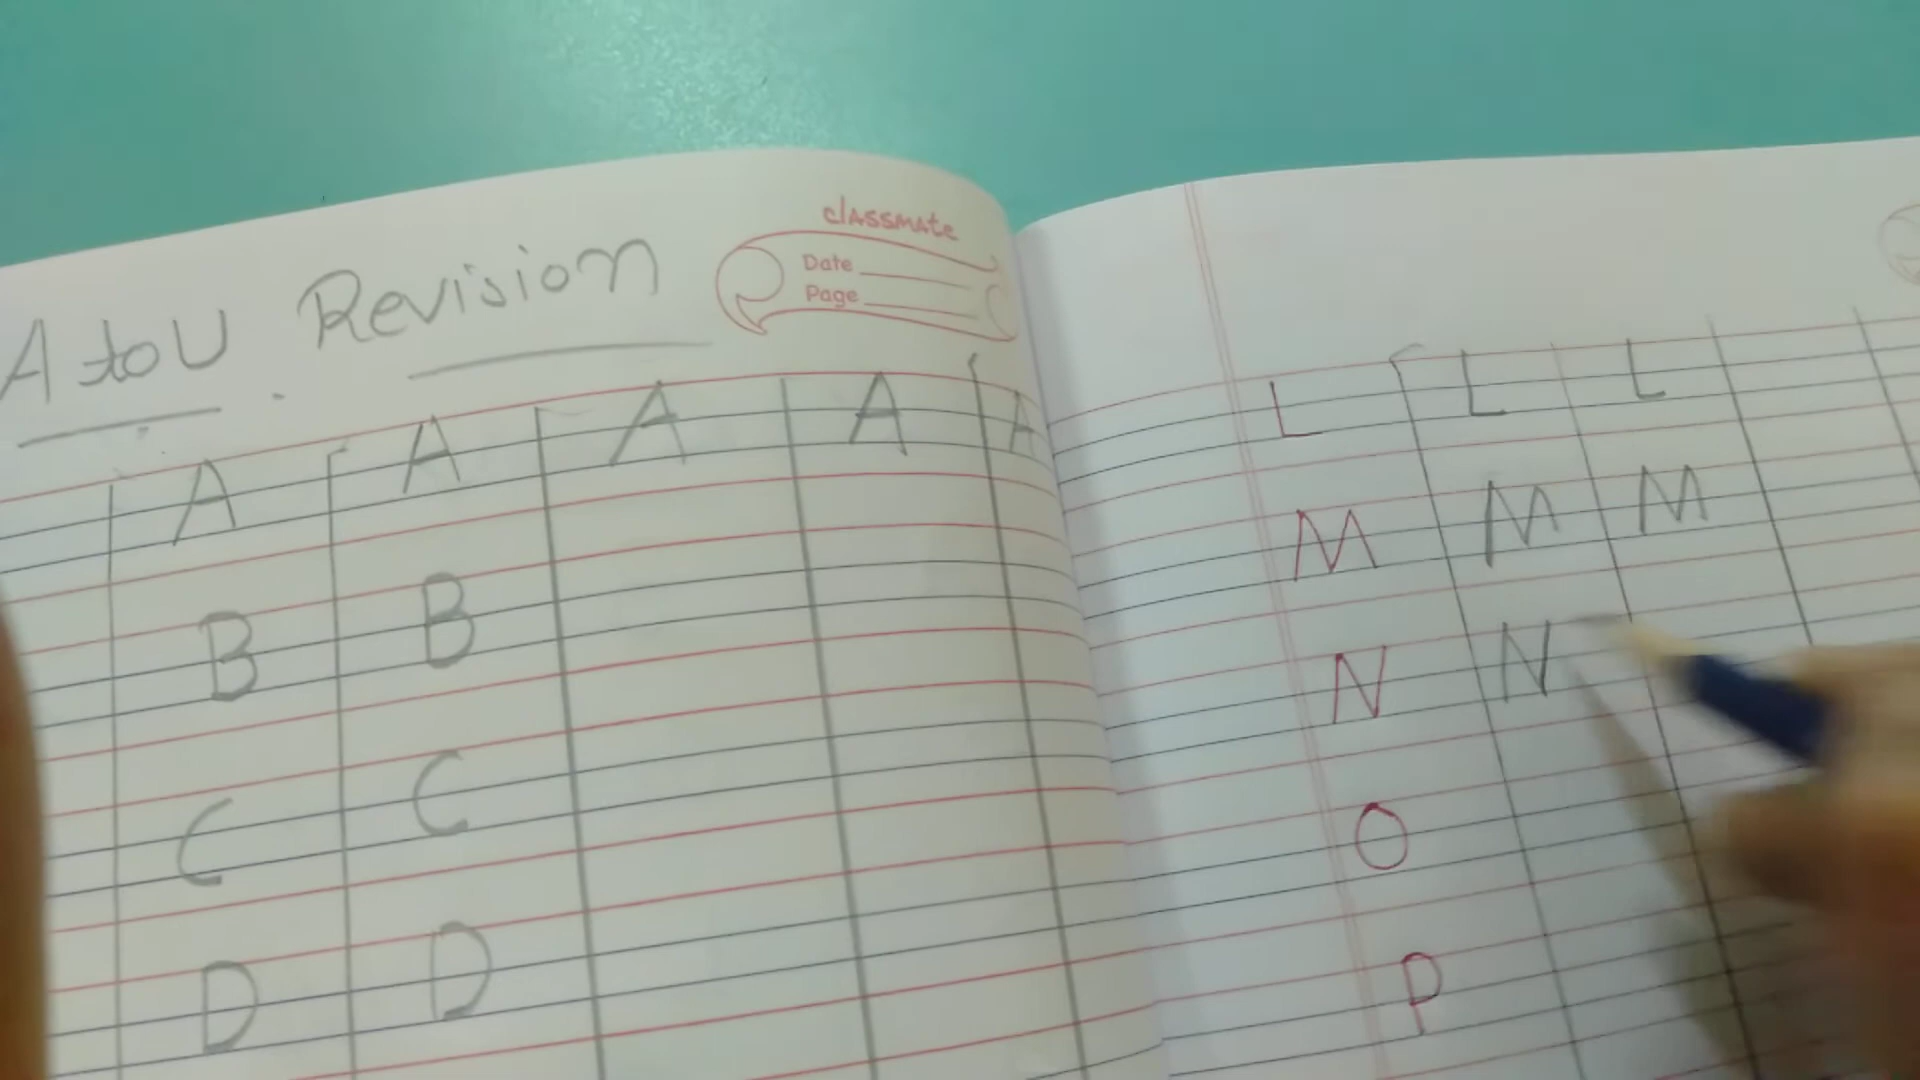 classmate
Date
Page
A to U Revision
A A A A A
B B
C C
D D
L L L
M M M
N N
O
P